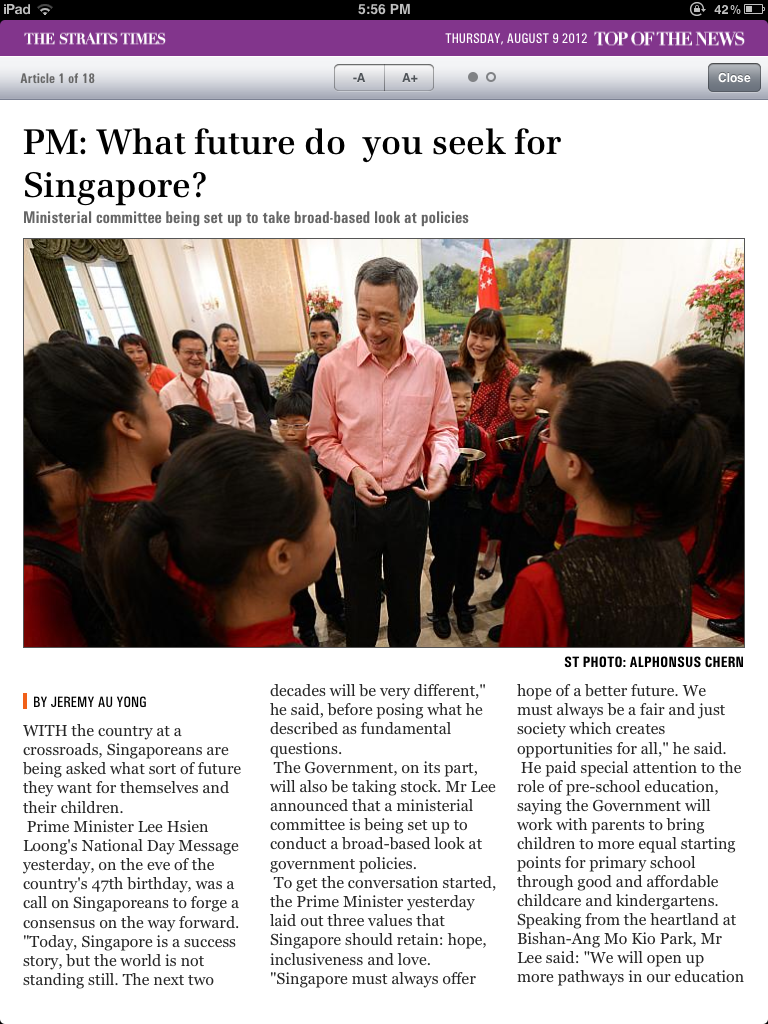 iPad 5:56 PM 42%
THE STRAITS TIMES THURSDAY, AUGUST 9 2012 TOP OF THE NEWS
Article 1 of 18 -A A+ Close
PM: What future do  you seek for
Singapore?
Ministerial committee being set up to take broad-based look at policies
ST PHOTO: ALPHONSUS CHERN
BY JEREMY AU YONG
WITH the country at a
crossroads, Singaporeans are
being asked what sort of future
they want for themselves and
their children.
Prime Minister Lee Hsien
Loong's National Day Message
yesterday, on the eve of the
country's 47th birthday, was a
call on Singaporeans to forge a
consensus on the way forward.
"Today, Singapore is a success
story, but the world is not
standing still. The next two
decades will be very different,"
he said, before posing what he
described as fundamental
questions.
The Government, on its part,
will also be taking stock. Mr Lee
announced that a ministerial
committee is being set up to
conduct a broad-based look at
government policies.
To get the conversation started,
the Prime Minister yesterday
laid out three values that
Singapore should retain: hope,
inclusiveness and love.
"Singapore must always offer
hope of a better future. We
must always be a fair and just
society which creates
opportunities for all," he said.
He paid special attention to the
role of pre-school education,
saying the Government will
work with parents to bring
children to more equal starting
points for primary school
through good and affordable
childcare and kindergartens.
Speaking from the heartland at
Bishan-Ang Mo Kio Park, Mr
Lee said: "We will open up
more pathways in our education